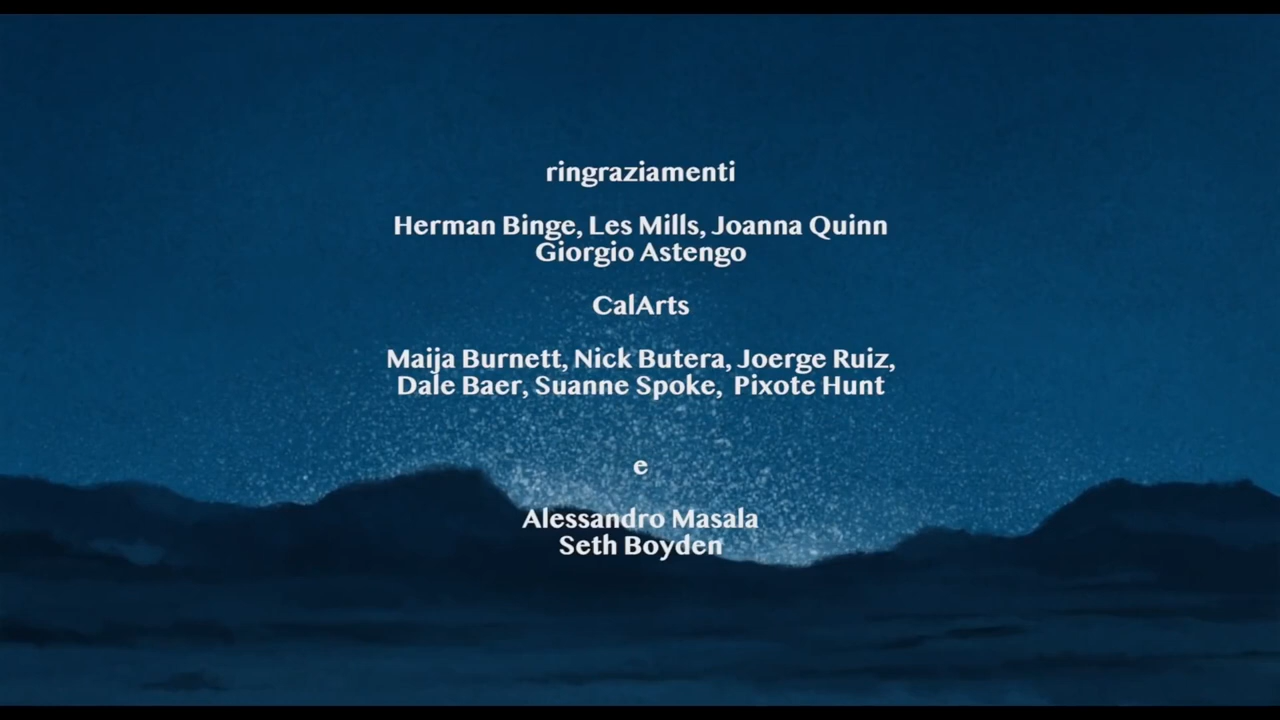 ringraziamenti
Herman Binge, Les Mills, Joanna Quinn
Giorgio Astengo
CalArts
Maija Burnett, Nick Butera, Joerge Ruiz,
Dale Baer, Suanne Spoke, Pixote Hunt
e
Alessandro Masala
Seth Boyden